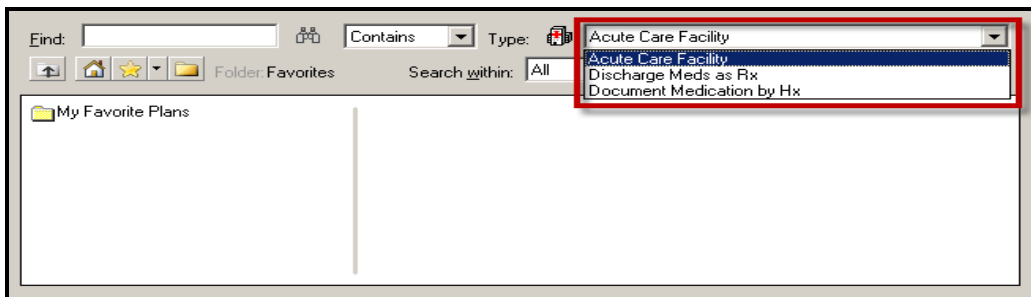 Find: Contains Type: Acute Care Facility
Acute Care Facility
Folder: Favorites Search within: All Discharge Meds as Rx
Document Medication by Hx
My Favorite Plans